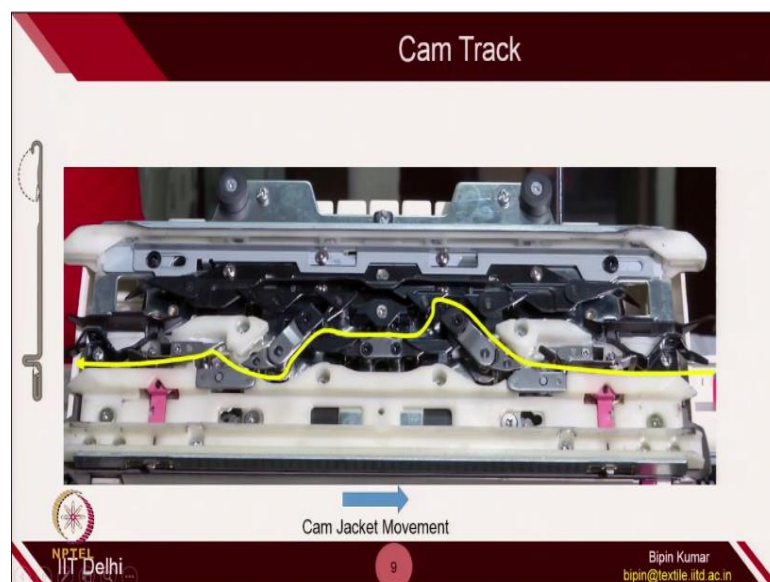 Cam Track
Cam Jacket Movement
NPTEL
IIT Delhi
9
Bipin Kumar
bipin@textile.iitd.ac.in